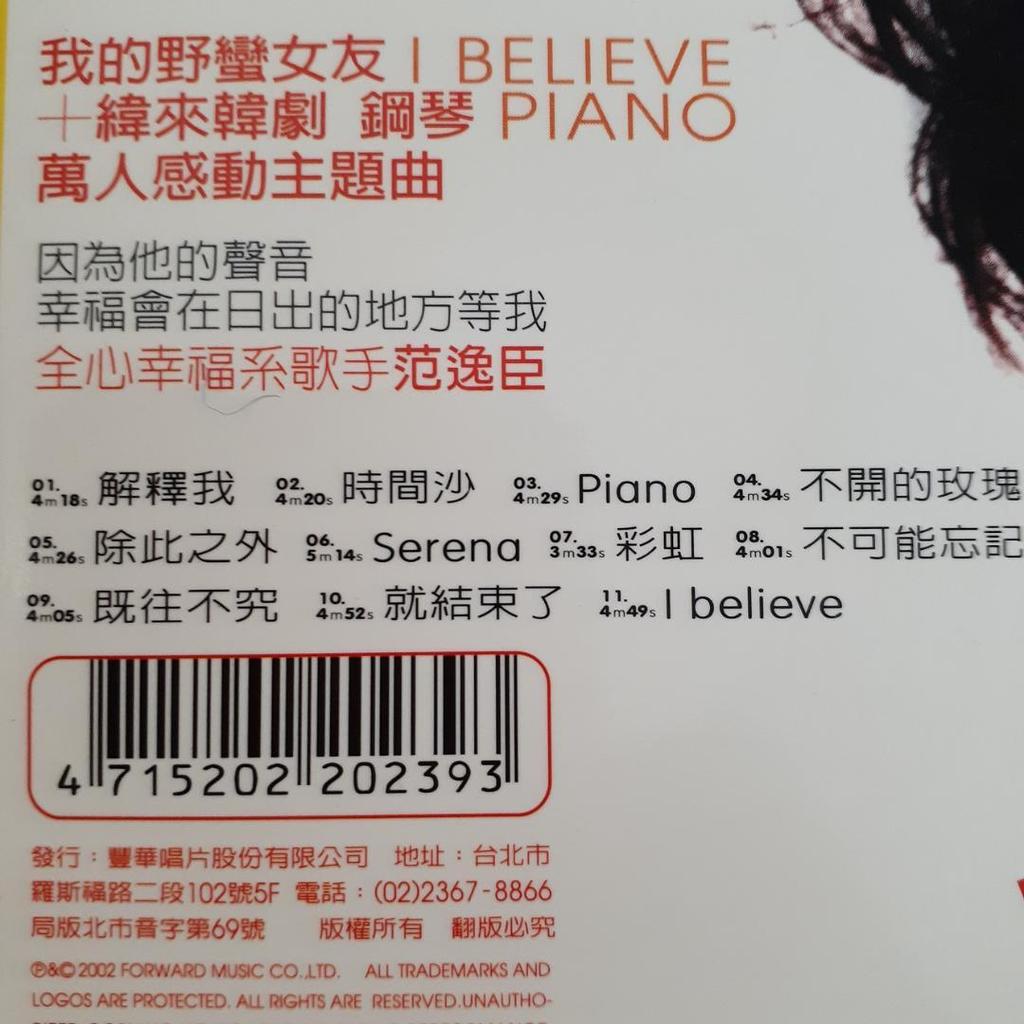 我的野蠻女友 I BELIEVE
＋緯來韓劇 鋼琴 PIANO
萬人感動主題曲
因為他的聲音
幸福會在日出的地方等我
全心幸福系歌手范逸臣
01. 4m18s 解釋我 02. 4m20s 時間沙 03. 4m29s Piano 04. 4m34s 不開的玫瑰
05. 4m26s 除此之外 06. 5m14s Serena 07. 3m33s 彩虹 08. 4m01s 不可能忘記
09. 4m05s 既往不究 10. 4m52s 就結束了 11. 4m49s I believe
4 715202 202393
發行：豐華唱片股份有限公司 地址：台北市
羅斯福路二段102號5F 電話：(02)2367-8866
局版北市音字第69號 版權所有 翻版必究
℗&© 2002 FORWARD MUSIC CO.,LTD. ALL TRADEMARKS AND
LOGOS ARE PROTECTED. ALL RIGHTS ARE RESERVED.UNAUTHO-